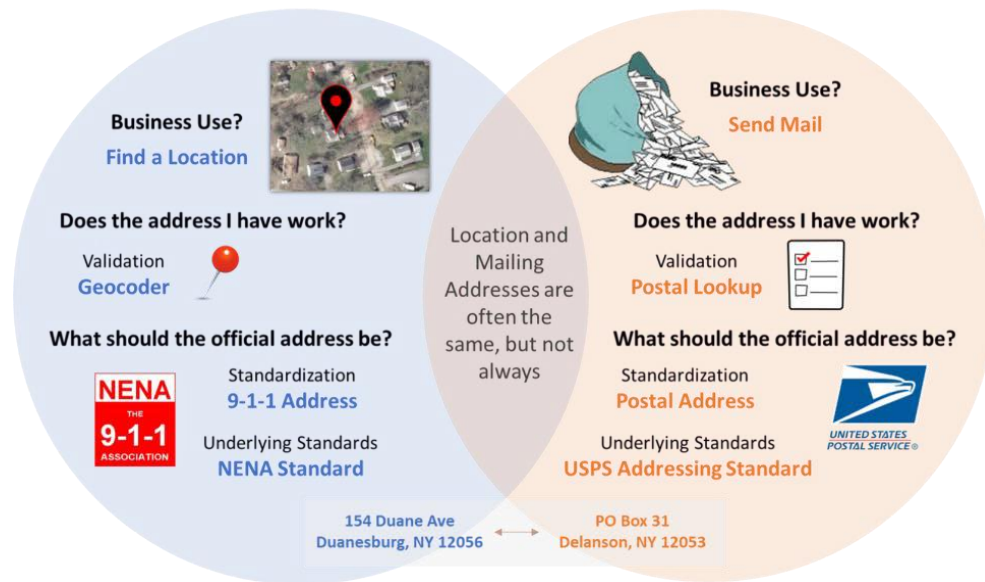 Business Use?
Find a Location
Does the address I have work?
Validation
Geocoder
What should the official address be?
NENA
THE
9-1-1
ASSOCIATION
Standardization
9-1-1 Address
Underlying Standards
NENA Standard
Location and
Mailing
Addresses are
often the
same, but not
always
Business Use?
Send Mail
Does the address I have work?
Validation
Postal Lookup
What should the official address be?
Standardization
Postal Address
Underlying Standards
USPS Addressing Standard
UNITED STATES
POSTAL SERVICE®
154 Duane Ave
Duanesburg, NY 12056
PO Box 31
Delanson, NY 12053